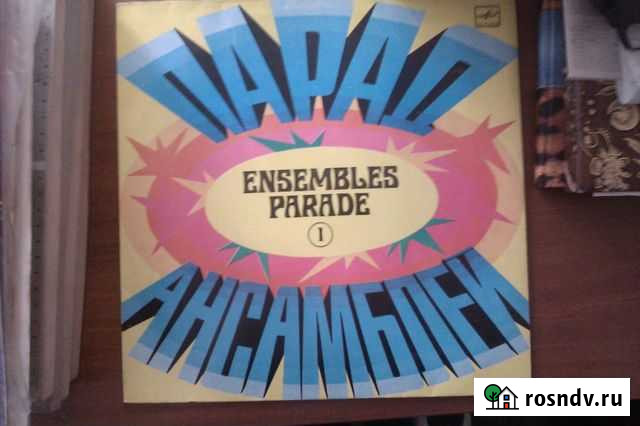 ПАРАД
ENSEMBLES
PARADE
1
АНСАМБЛЕЙ
rosndv.ru